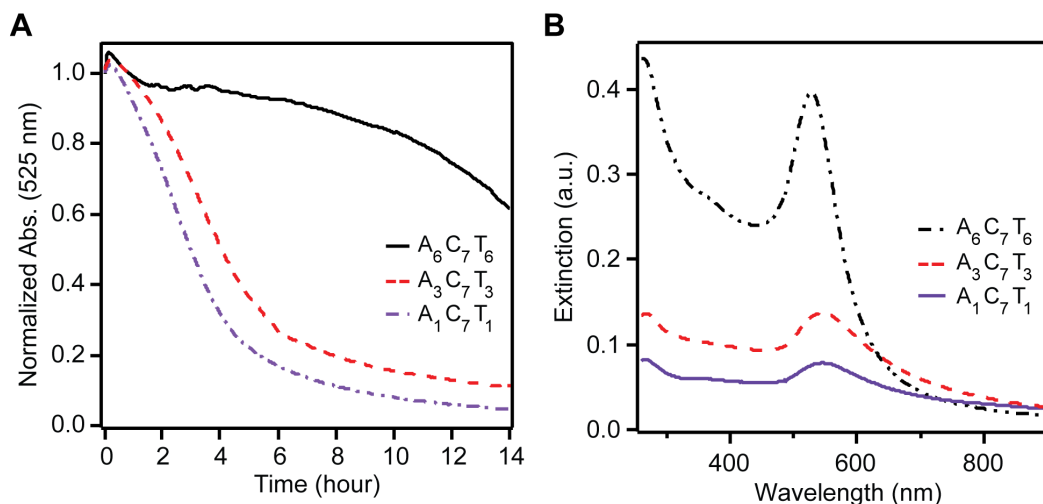 A
Normalized Abs. (525 nm)
1.0
0.8
0.6
0.4
0.2
0.0
0 2 4 6 8 10 12 14
Time (hour)
A6C7T6
A3C7T3
A1C7T1
B
Extinction (a.u.)
0.4
0.3
0.2
0.1
0.0
400 600 800
Wavelength (nm)
A6C7T6
A3C7T3
A1C7T1